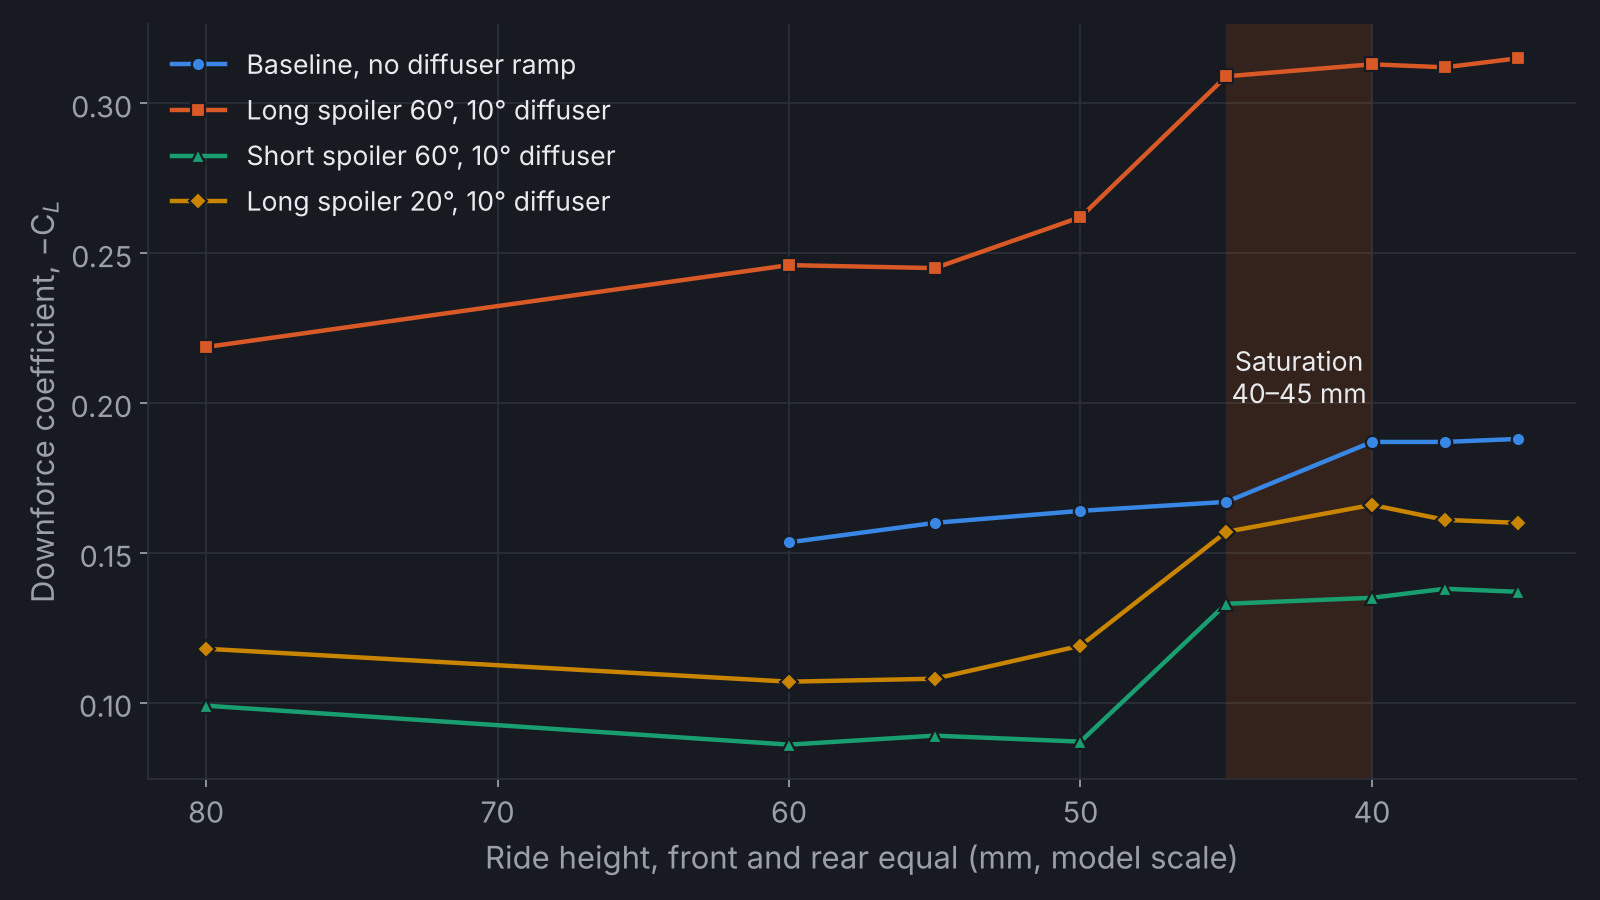 Baseline, no diffuser ramp
Long spoiler 60°, 10° diffuser
Short spoiler 60°, 10° diffuser
Long spoiler 20°, 10° diffuser
Downforce coefficient, −C_L
0.30
0.25
0.20
0.15
0.10
Saturation
40–45 mm
80 70 60 50 40
Ride height, front and rear equal (mm, model scale)